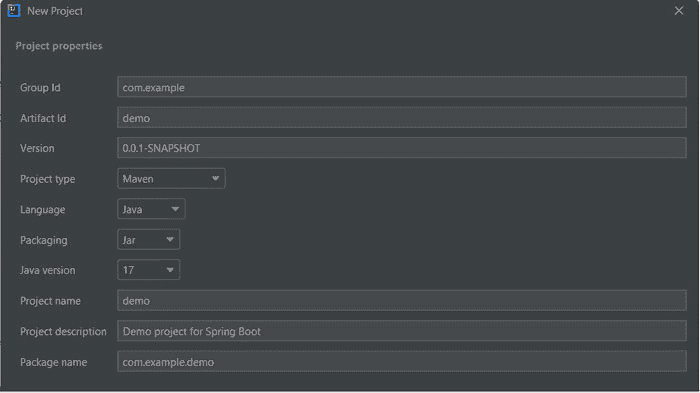 New Project
Project properties
Group Id com.example
Artifact Id demo
Version 0.0.1-SNAPSHOT
Project type Maven
Language Java
Packaging Jar
Java version 17
Project name demo
Project description Demo project for Spring Boot
Package name com.example.demo